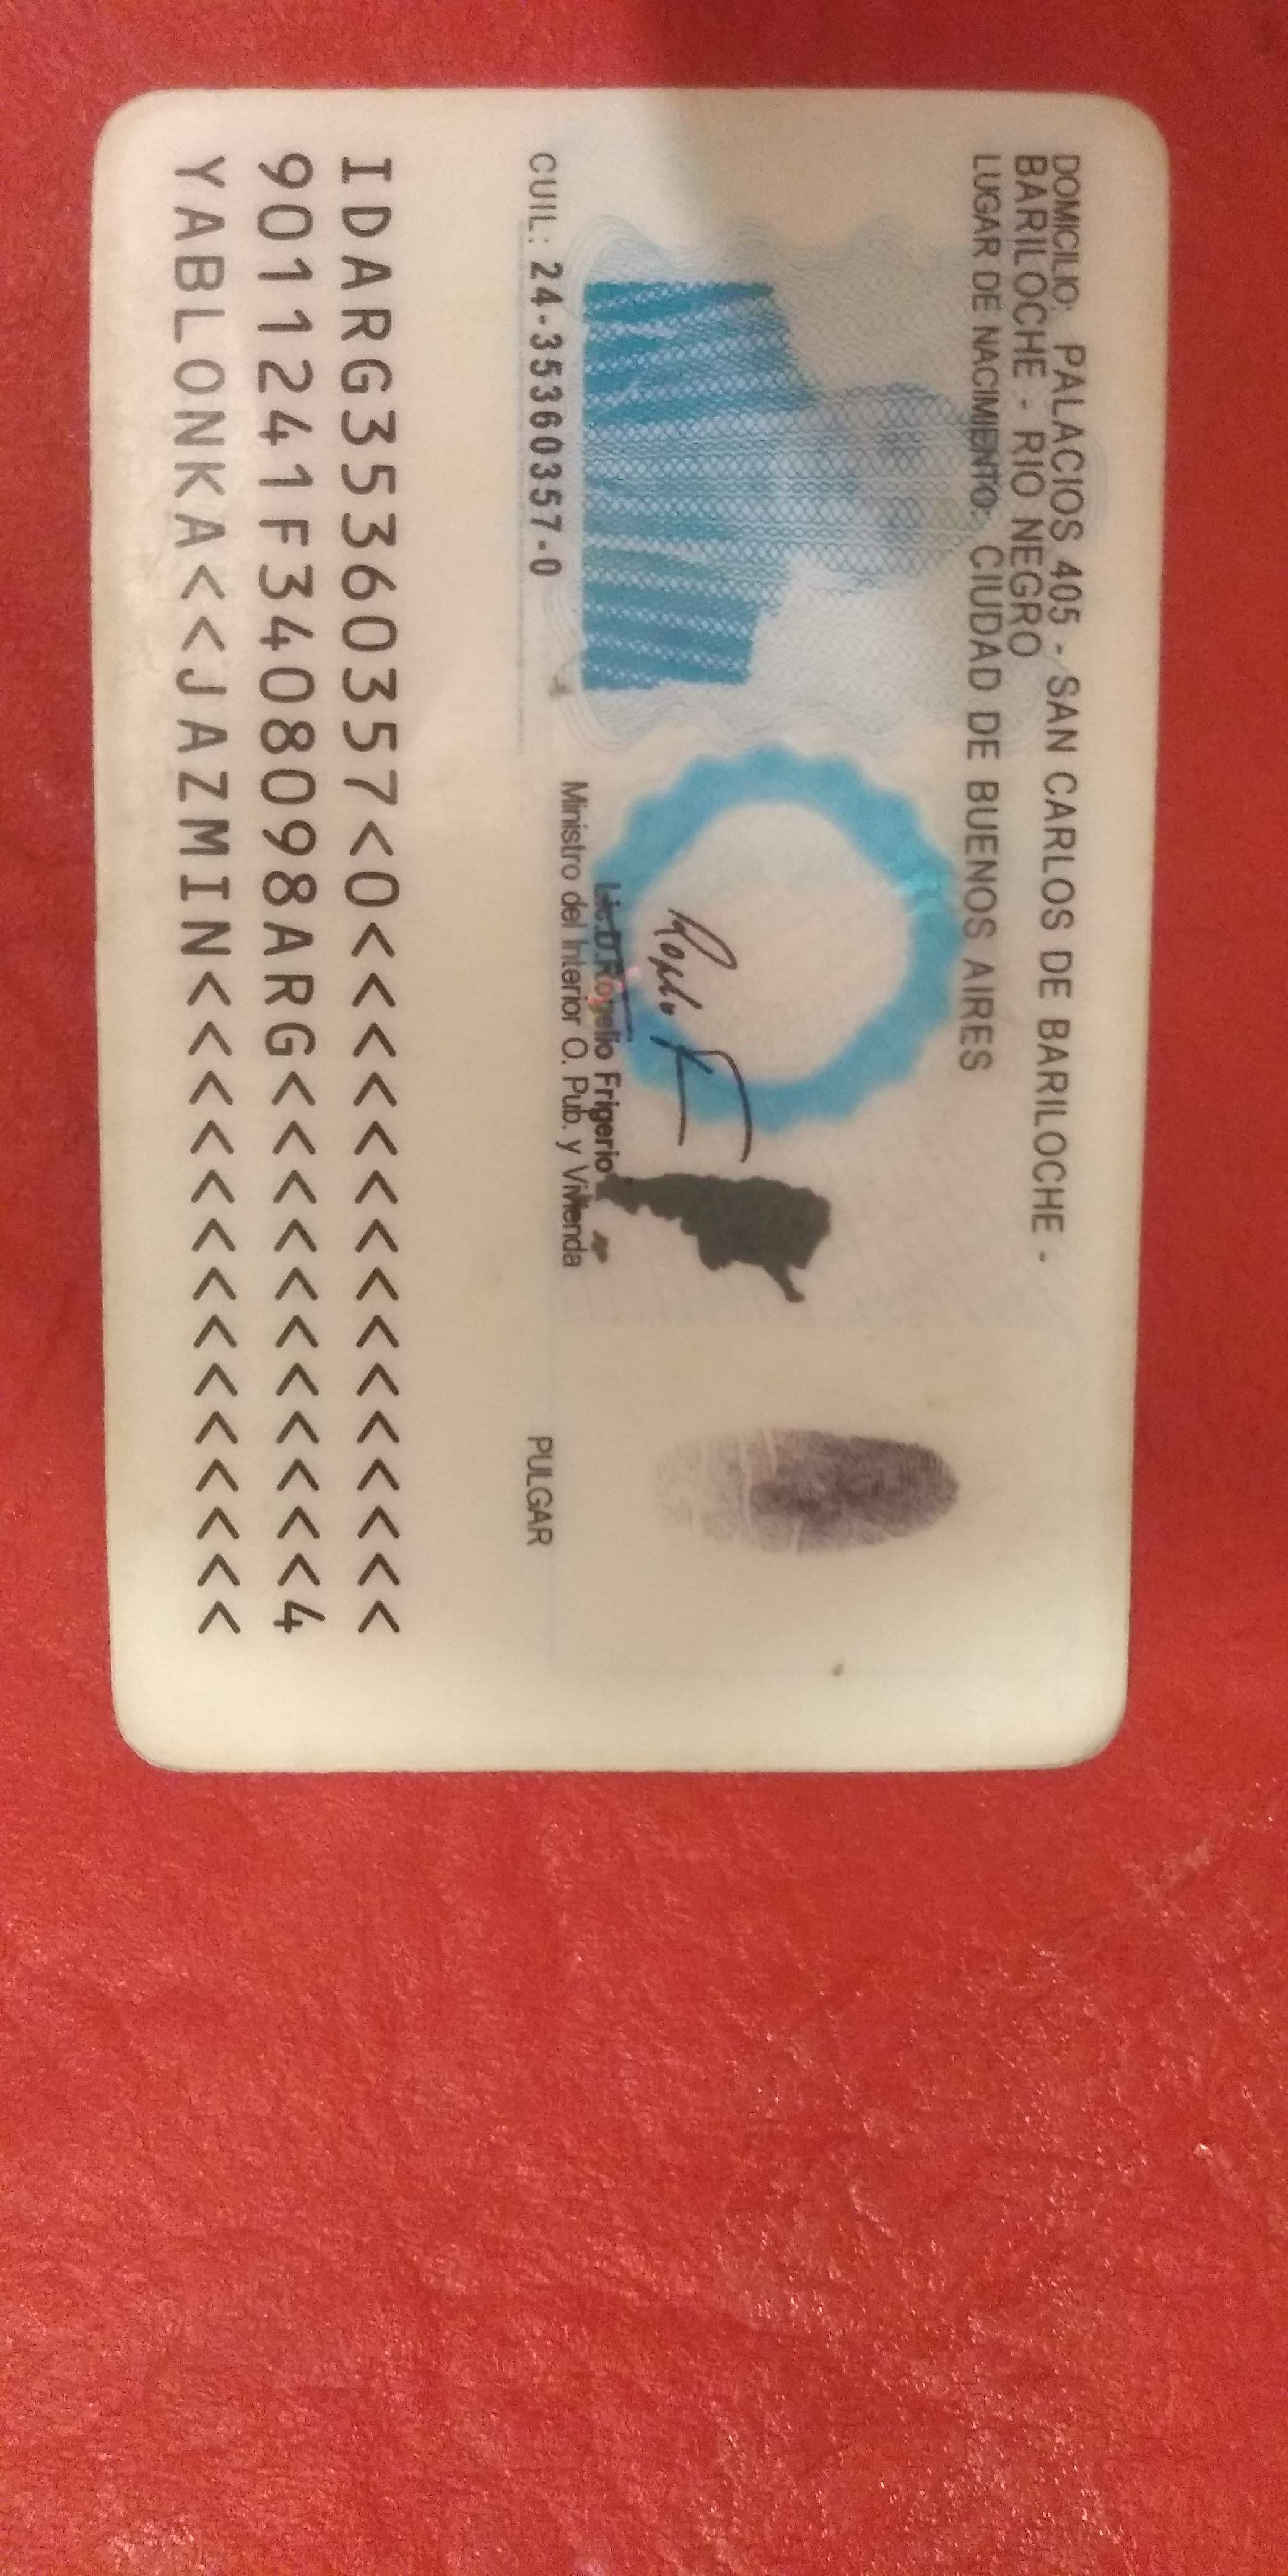 DOMICILIO: PALACIOS 405 - SAN CARLOS DE BARILOCHE -
BARILOCHE - RIO NEGRO
LUGAR DE NACIMIENTO: CIUDAD DE BUENOS AIRES
Lic. D. Rogelio Frigerio
Ministro del Interior O. Pub. y Vivienda
CUIL: 24-35360357-0
PULGAR
IDARG35360357<0<<<<<<<<<<<<<<<
9011241F3408098ARG<<<<<<<<<<<4
YABLONKA<<JAZMIN<<<<<<<<<<<<<<